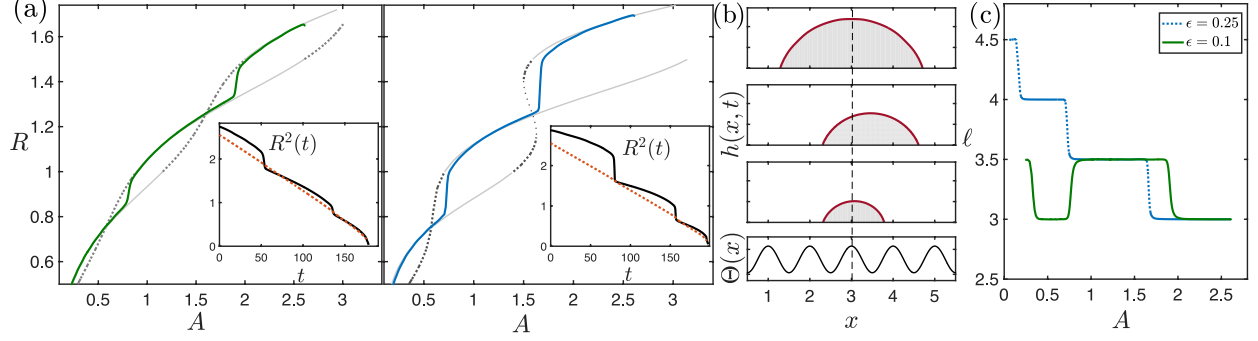 (a)
R
1.6
1.4
1.2
1
0.8
0.6
0.5 1 1.5 2 2.5 3
A
R²(t)
2
1
0
0 50 100 150
t
0.5 1 1.5 2 2.5 3
A
R²(t)
2
1
0
0 50 100 150
t
(b)
h(x, t)
Θ(x)
1 2 3 4 5
x
(c)
ϵ = 0.25
ϵ = 0.1
ℓ
4.5
4
3.5
3
2.5
0 0.5 1 1.5 2 2.5
A